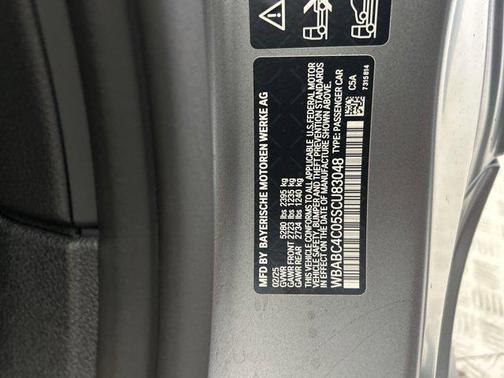 MFD BY BAYERISCHE MOTOREN WERKE AG
02/25
GVWR 5280 lbs 2395 kg
GAWR FRONT 2723 lbs 1235 kg
GAWR REAR 2734 lbs 1240 kg
THIS VEHICLE CONFORMS TO ALL APPLICABLE U.S.FEDERAL MOTOR
VEHICLE SAFETY, BUMPER AND THEFT PREVENTION STANDARDS
IN EFFECT ON THE DATE OF MANUFACTURE SHOWN ABOVE.
WBABC4C05SCU83048 TYPE: PASSENGER CAR
C5A
7315814